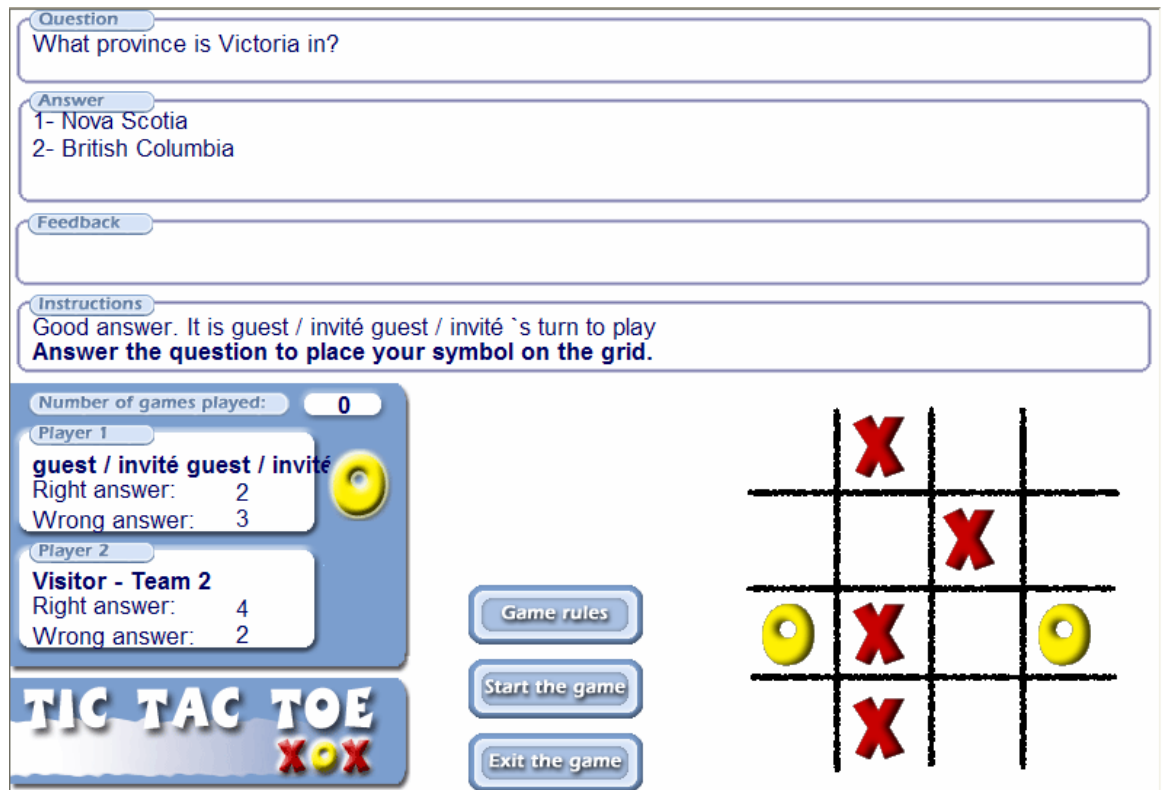 Question
What province is Victoria in?
Answer
1- Nova Scotia
2- British Columbia
Feedback
Instructions
Good answer. It is guest / invité guest / invité `s turn to play
Answer the question to place your symbol on the grid.
Number of games played: 0
Player 1
guest / invité guest / invité
Right answer: 2
Wrong answer: 3
O
Player 2
Visitor - Team 2
Right answer: 4
Wrong answer: 2
TIC TAC TOE
XOX
Game rules
Start the game
Exit the game
X
X
O X O
X